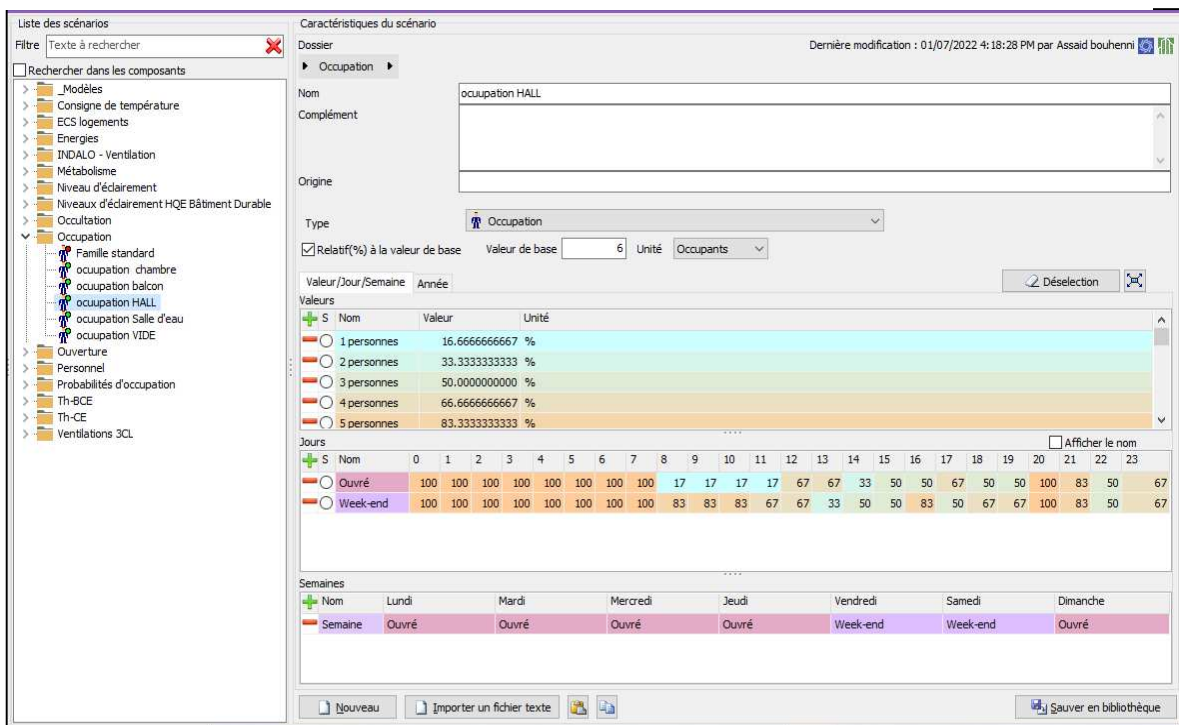 Liste des scénarios
Filtre Texte à rechercher
Rechercher dans les composants
_Modèles
Consigne de température
ECS logements
Energies
INDALO - Ventilation
Métabolisme
Niveau d'éclairement
Niveaux d'éclairement HQE Bâtiment Durable
Occultation
Occupation
Famille standard
ocuupation chambre
ocuupation balcon
ocuupation HALL
ocuupation Salle d'eau
ocuupation VIDE
Ouverture
Personnel
Probabilités d'occupation
Th-BCE
Th-CE
Ventilations 3CL
Caractéristiques du scénario
Dossier Dernière modification : 01/07/2022 4:18:28 PM par Assaid bouhenni
Occupation
Nom ocuupation HALL
Complément
Origine
Type Occupation
Relatif(%) à la valeur de base Valeur de base 6 Unité Occupants
Valeur/Jour/Semaine Année Déselection
Valeurs
S Nom Valeur Unité
1 personnes 16.6666666667 %
2 personnes 33.3333333333 %
3 personnes 50.0000000000 %
4 personnes 66.6666666667 %
5 personnes 83.3333333333 %
Jours Afficher le nom
S Nom 0 1 2 3 4 5 6 7 8 9 10 11 12 13 14 15 16 17 18 19 20 21 22 23
Ouvré 100 100 100 100 100 100 100 100 17 17 17 17 67 67 33 50 50 67 50 50 100 83 50 67
Week-end 100 100 100 100 100 100 100 100 83 83 83 67 67 33 50 50 83 50 67 67 100 83 50 67
Semaines
Nom Lundi Mardi Mercredi Jeudi Vendredi Samedi Dimanche
Semaine Ouvré Ouvré Ouvré Ouvré Week-end Week-end Ouvré
Nouveau Importer un fichier texte Sauver en bibliothèque